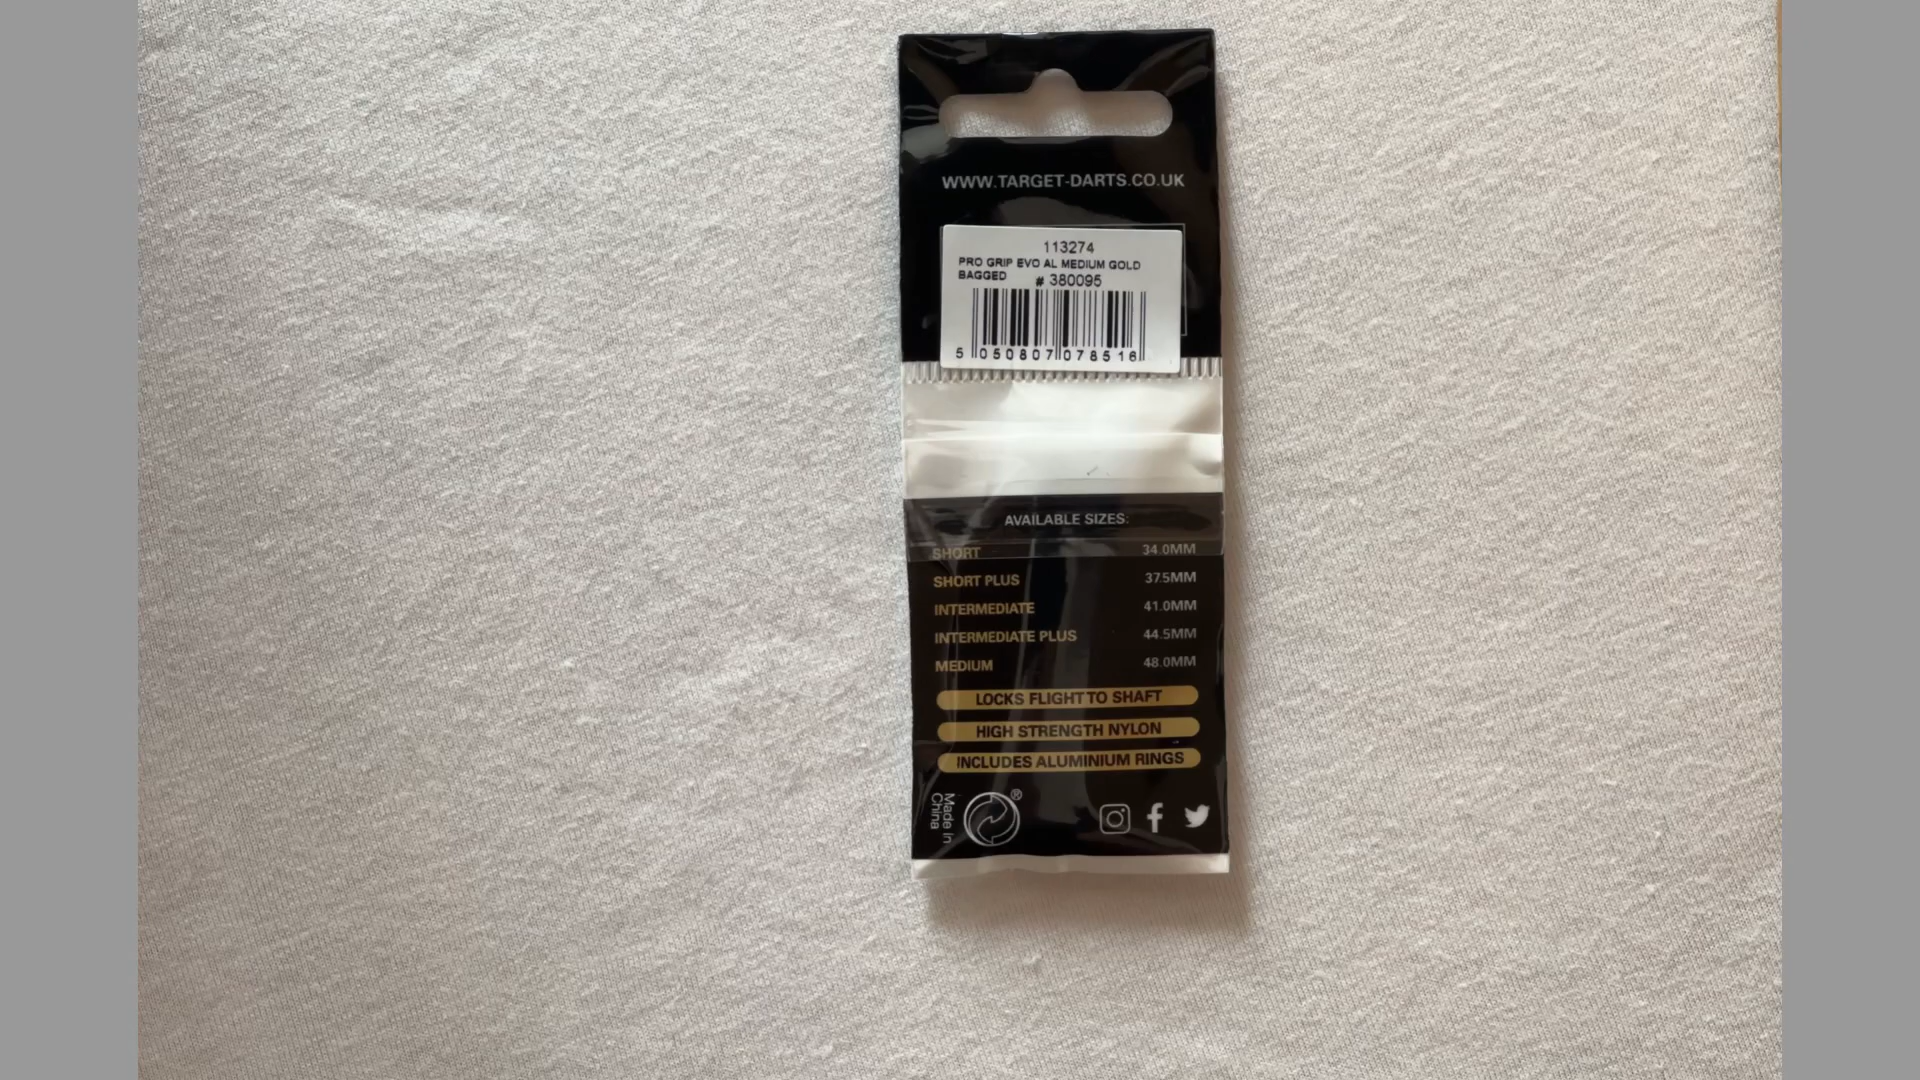 WWW.TARGET-DARTS.CO.UK
113274
PRO GRIP EVO AL MEDIUM GOLD
BAGGED # 380095
5 050807 078516
AVAILABLE SIZES:
SHORT 34.0MM
SHORT PLUS 37.5MM
INTERMEDIATE 41.0MM
INTERMEDIATE PLUS 44.5MM
MEDIUM 48.0MM
LOCKS FLIGHT TO SHAFT
HIGH STRENGTH NYLON
INCLUDES ALUMINIUM RINGS
Made in
China
®